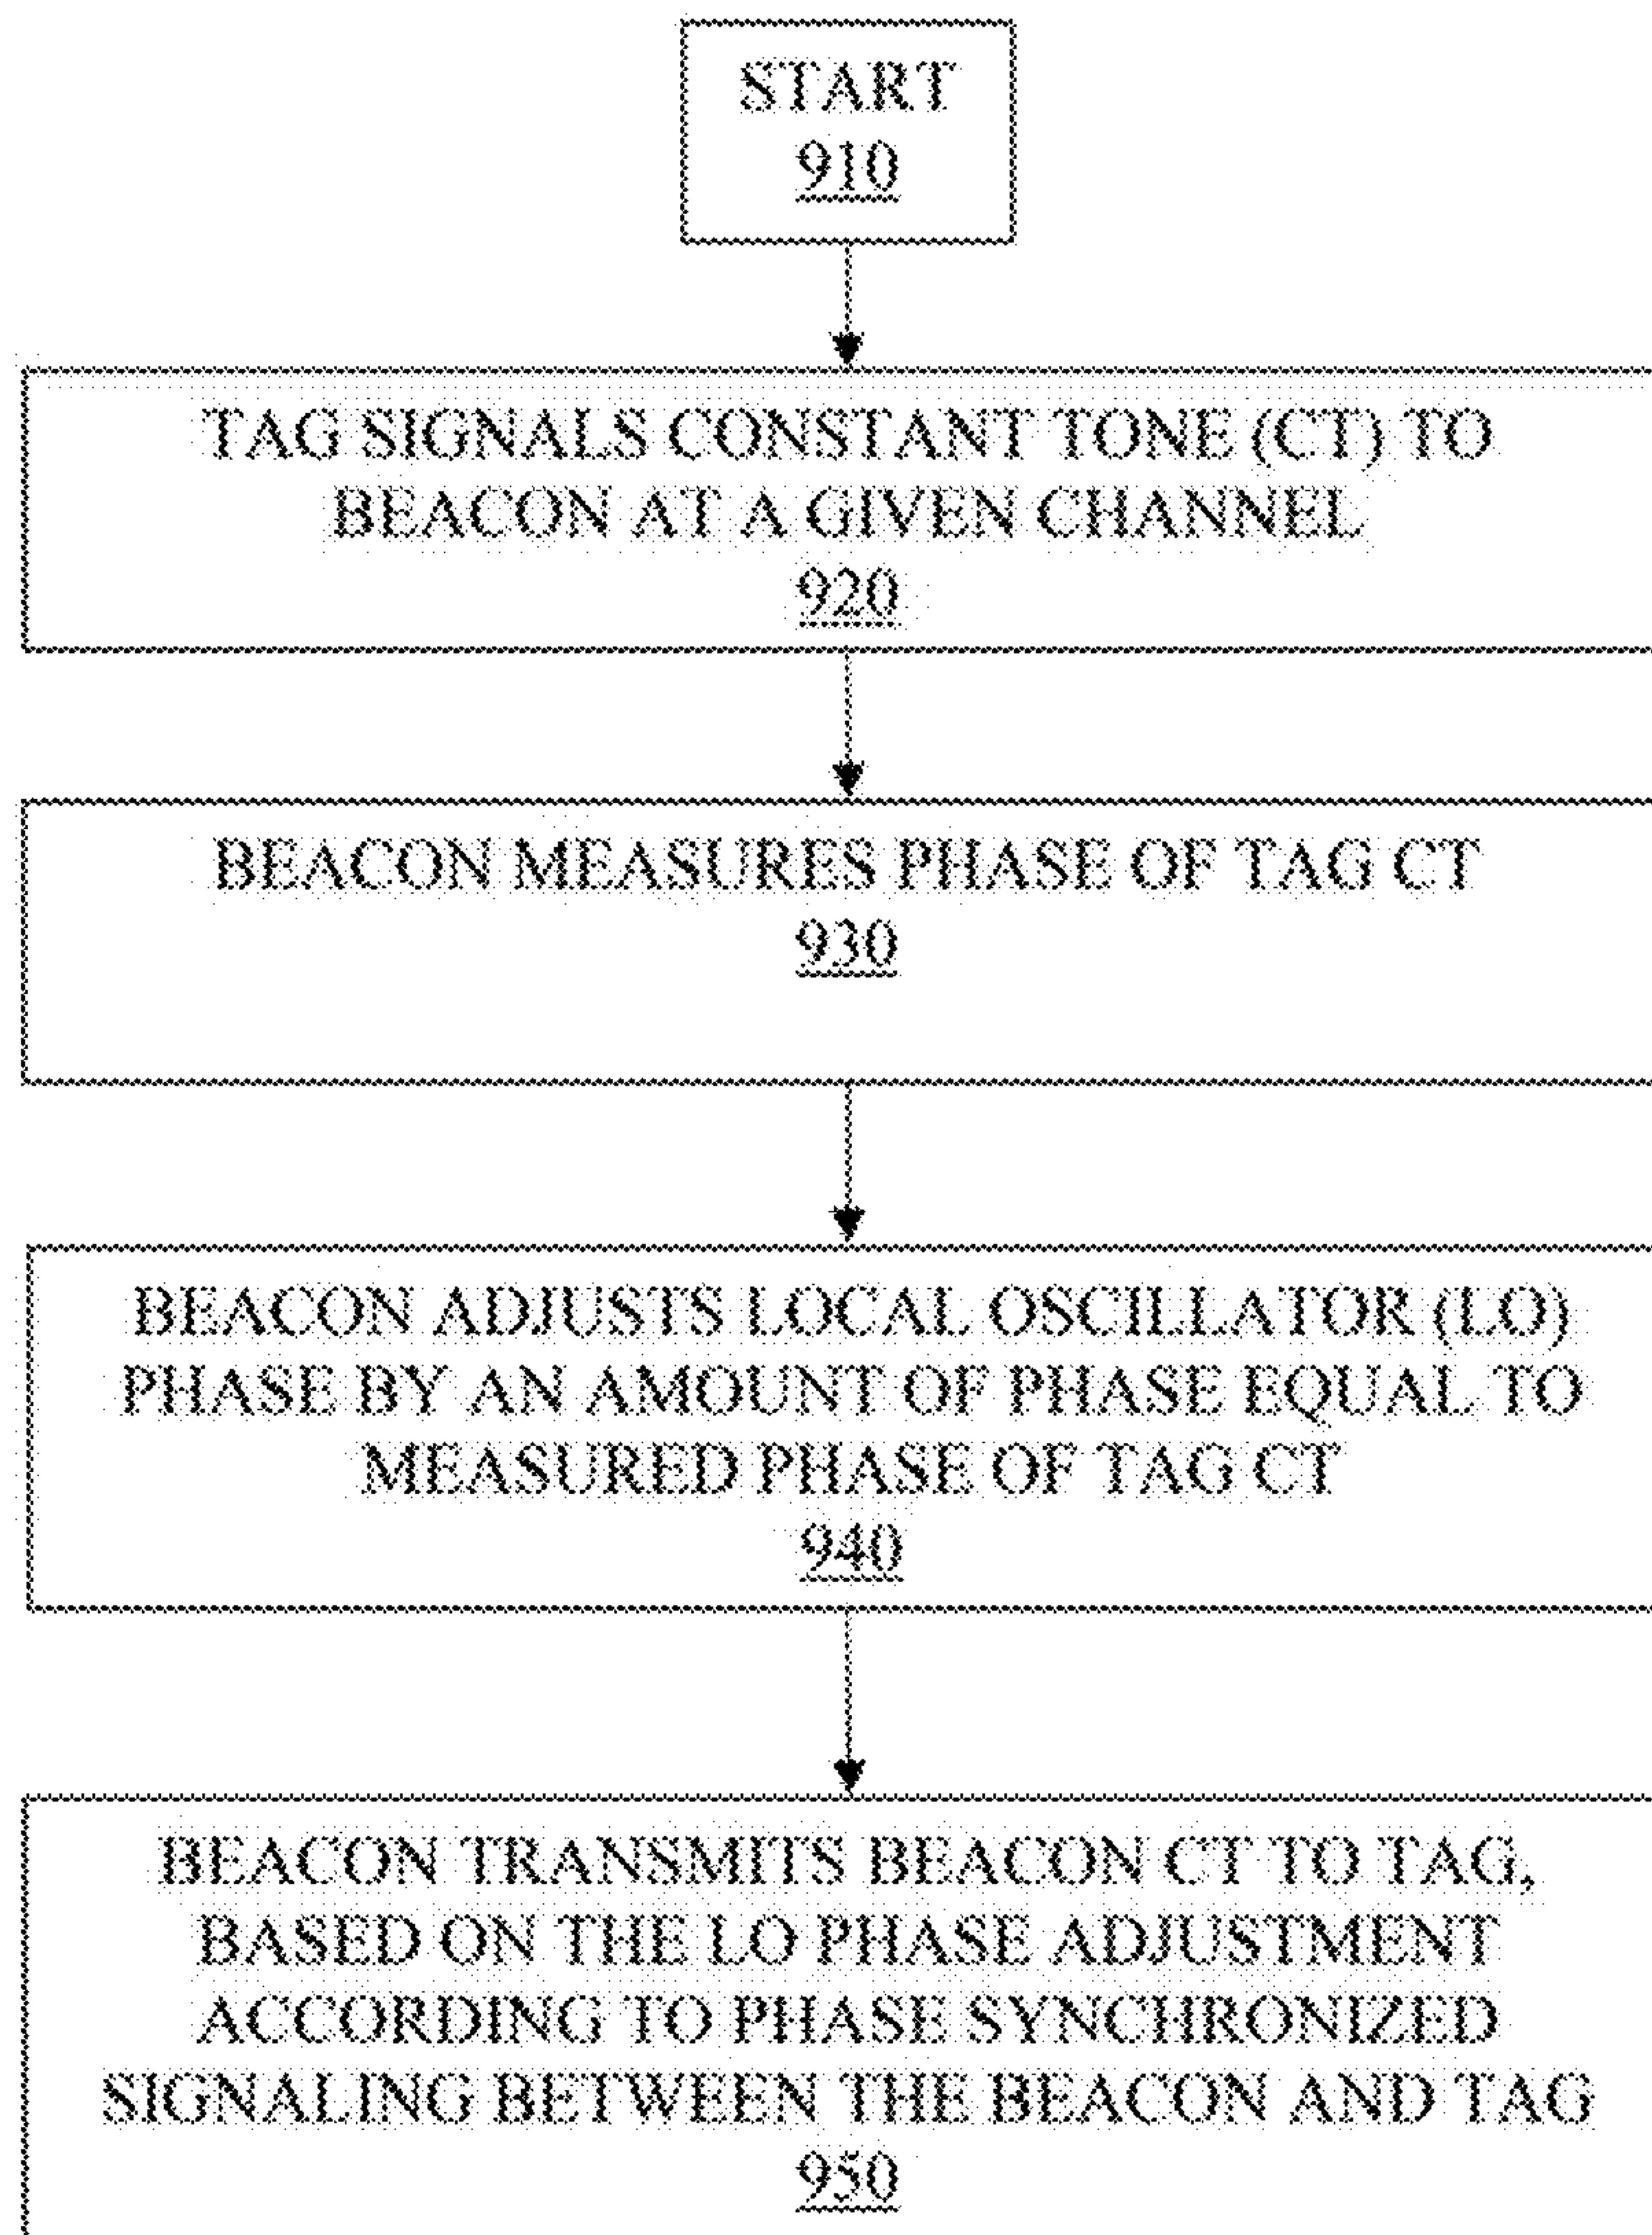 START
910
TAG SIGNALS CONSTANT TONE (CT) TO
BEACON AT A GIVEN CHANNEL
920
BEACON MEASURES PHASE OF TAG CT
930
BEACON ADJUSTS LOCAL OSCILLATOR (LO)
PHASE BY AN AMOUNT OF PHASE EQUAL TO
MEASURED PHASE OF TAG CT
940
BEACON TRANSMITS BEACON CT TO TAG,
BASED ON THE LO PHASE ADJUSTMENT
ACCORDING TO PHASE SYNCHRONIZED
SIGNALING BETWEEN THE BEACON AND TAG
950